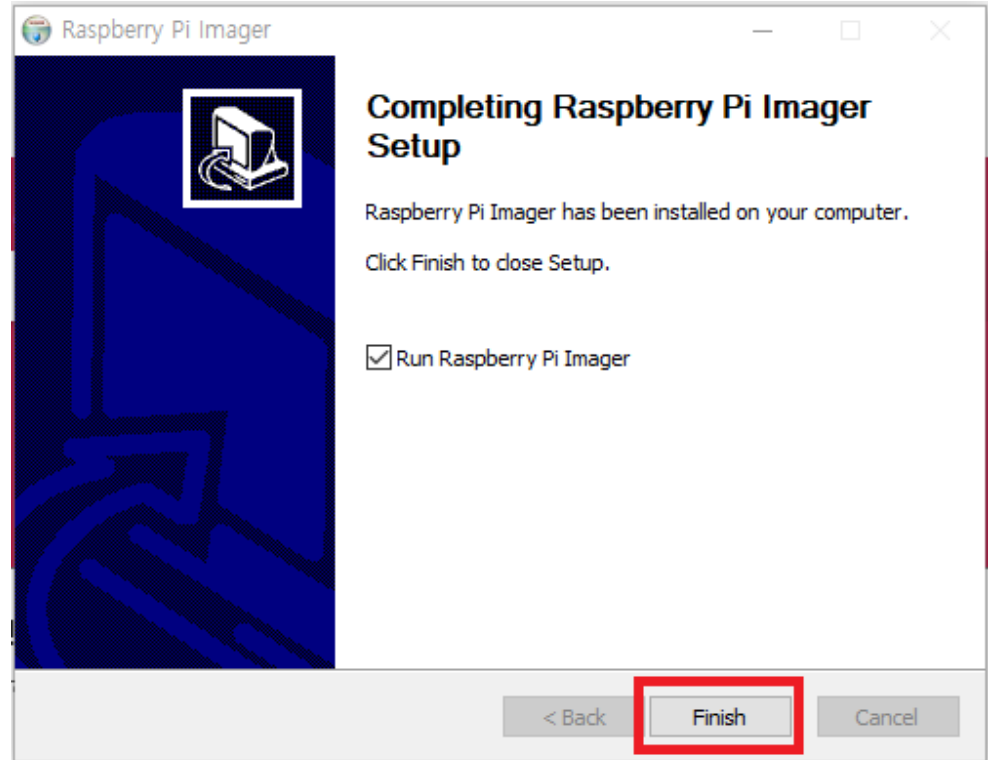 Raspberry Pi Imager
Completing Raspberry Pi Imager
Setup
Raspberry Pi Imager has been installed on your computer.
Click Finish to close Setup.
Run Raspberry Pi Imager
< Back
Finish
Cancel